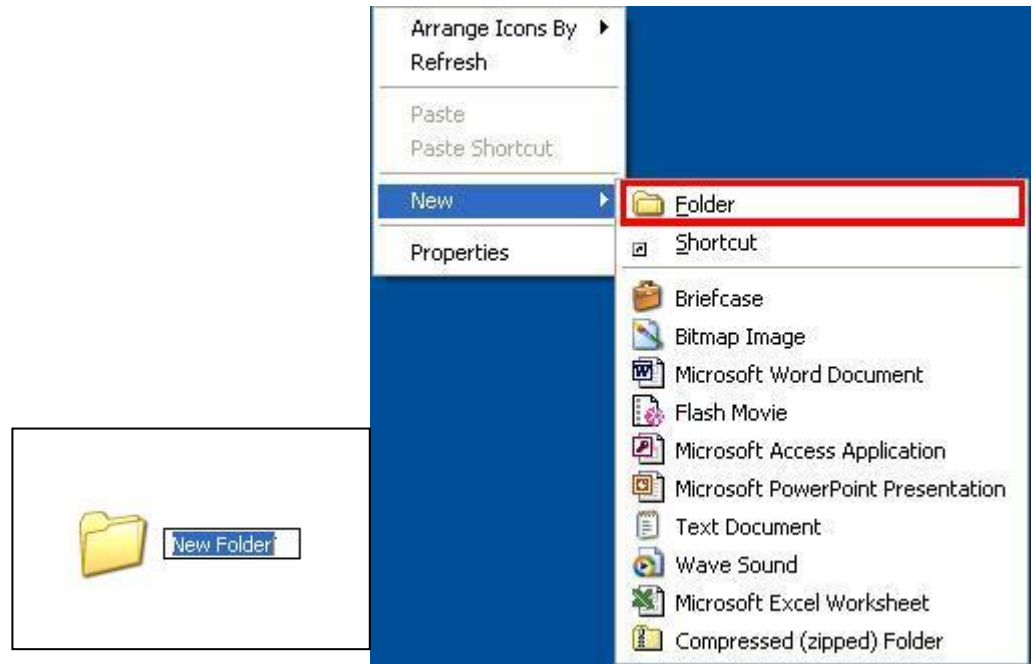 Arrange Icons By
Refresh
Paste
Paste Shortcut
New
Properties
Folder
Shortcut
Briefcase
Bitmap Image
Microsoft Word Document
Flash Movie
Microsoft Access Application
Microsoft PowerPoint Presentation
Text Document
Wave Sound
Microsoft Excel Worksheet
Compressed (zipped) Folder
New Folder